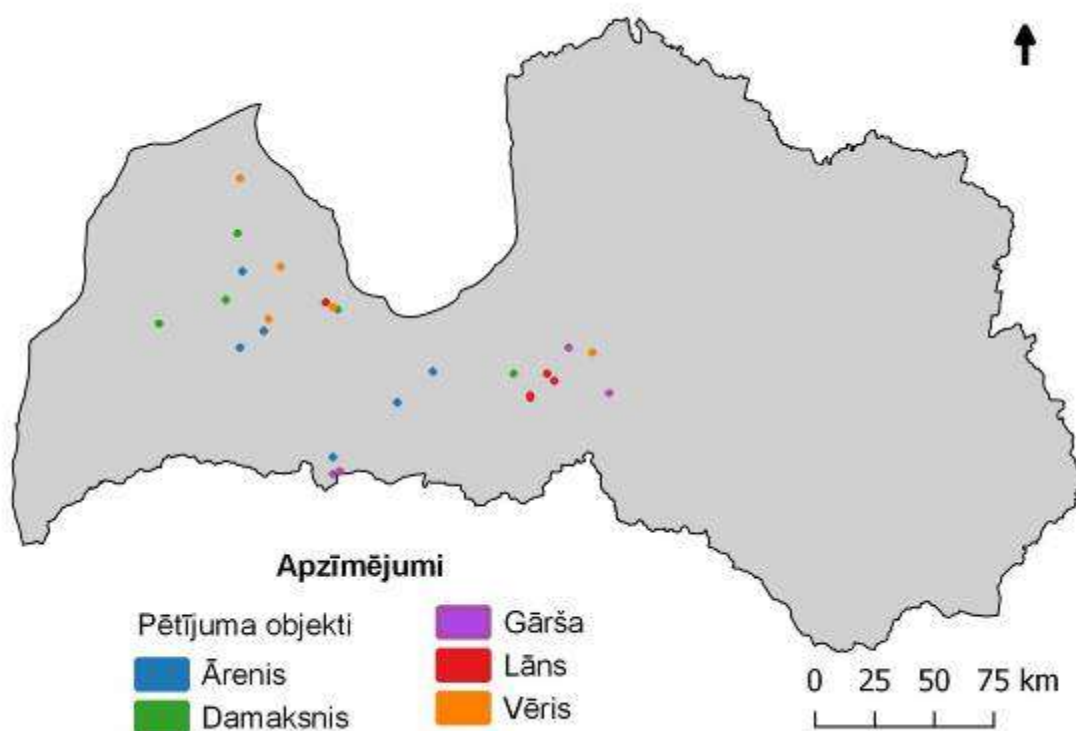 Apzīmējumi
Pētījuma objekti
Ārenis
Damaksnis
Gārša
Lāns
Vēris
0 25 50 75 km